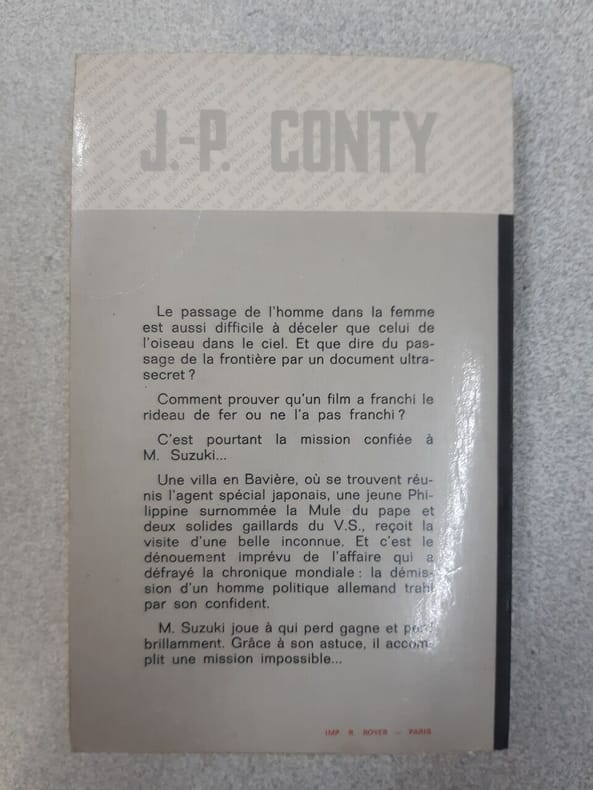 J.-P. CONTY
Le passage de l'homme dans la femme
est aussi difficile à déceler que celui de
l'oiseau dans le ciel. Et que dire du pas-
sage de la frontière par un document ultra-
secret ?
Comment prouver qu'un film a franchi le
rideau de fer ou ne l'a pas franchi ?
C'est pourtant la mission confiée à
M. Suzuki...
Une villa en Bavière, où se trouvent réu-
nis l'agent spécial japonais, une jeune Phi-
lippine surnommée la Mule du pape et
deux solides gaillards du V.S., reçoit la
visite d'une belle inconnue. Et c'est le
dénouement imprévu de l'affaire qui a
défrayé la chronique mondiale : la démis-
sion d'un homme politique allemand trahi
par son confident.
M. Suzuki joue à qui perd gagne et perd
brillamment. Grâce à son astuce, il accom-
plit une mission impossible...
IMP R ROYER — PARIS